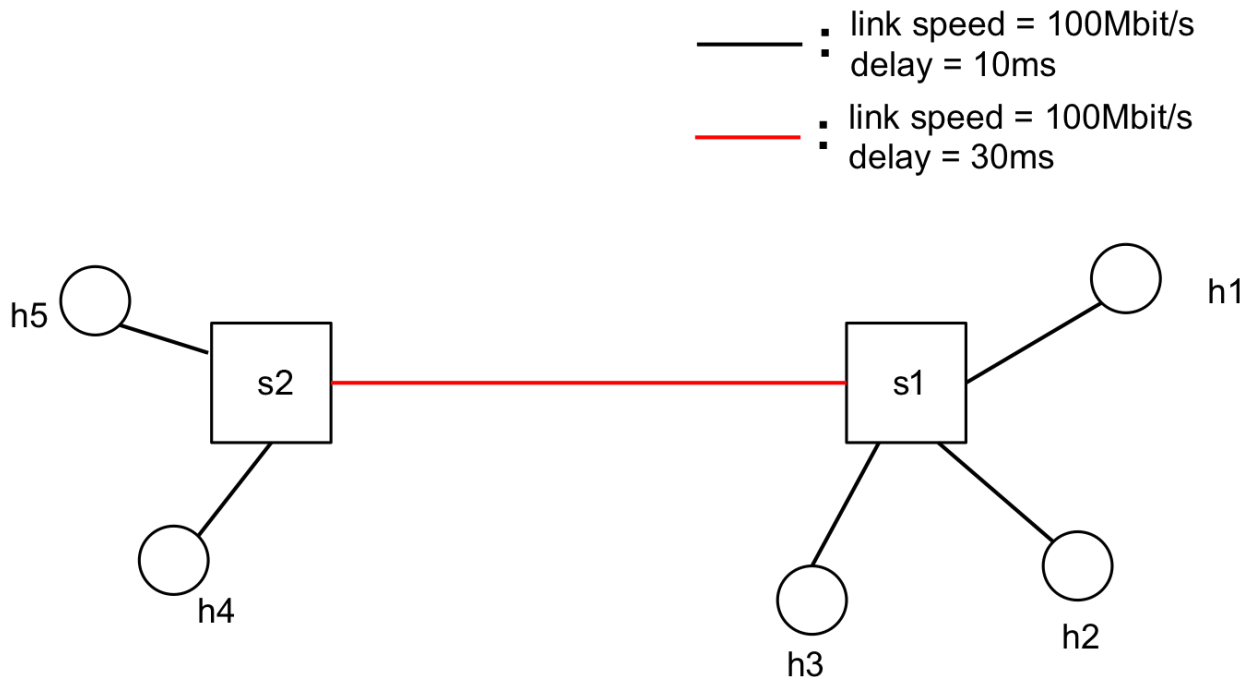 : link speed = 100Mbit/s
delay = 10ms
: link speed = 100Mbit/s
delay = 30ms
h1
h5
s2
s1
h4
h2
h3